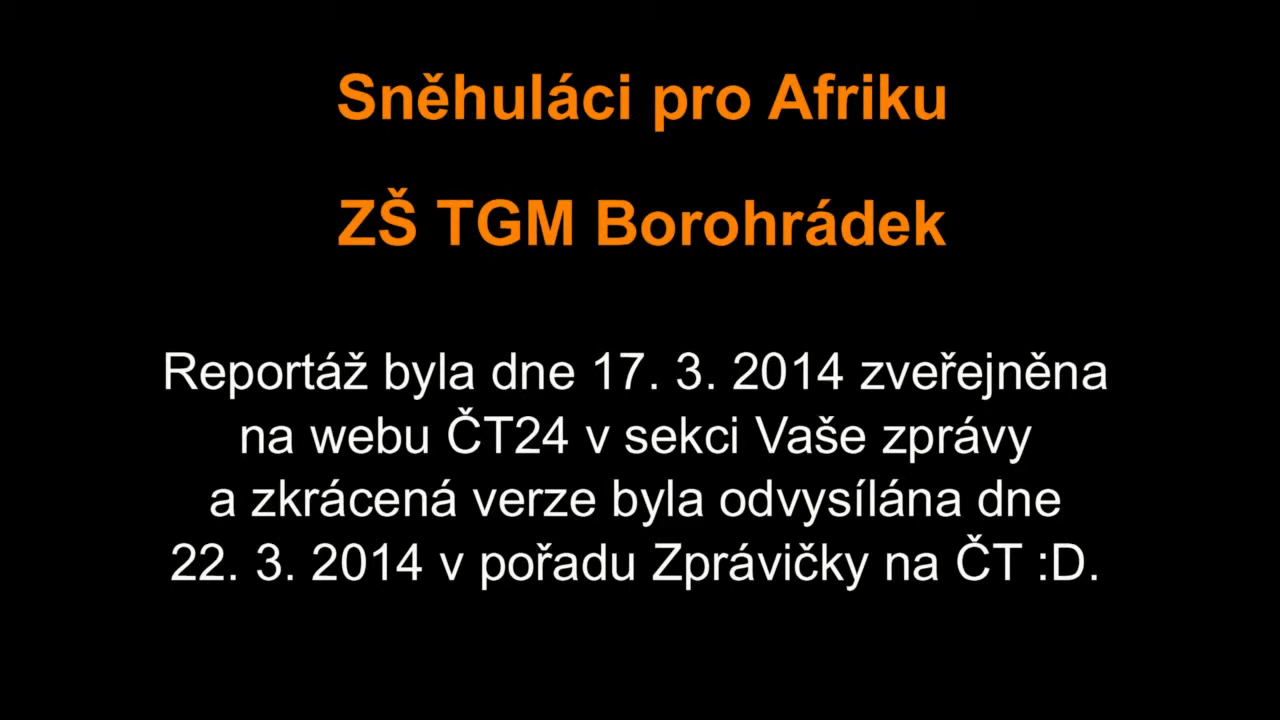 Sněhuláci pro Afriku
ZŠ TGM Borohrádek
Reportáž byla dne 17. 3. 2014 zveřejněna
na webu ČT24 v sekci Vaše zprávy
a zkrácená verze byla odvysílána dne
22. 3. 2014 v pořadu Zprávičky na ČT :D.